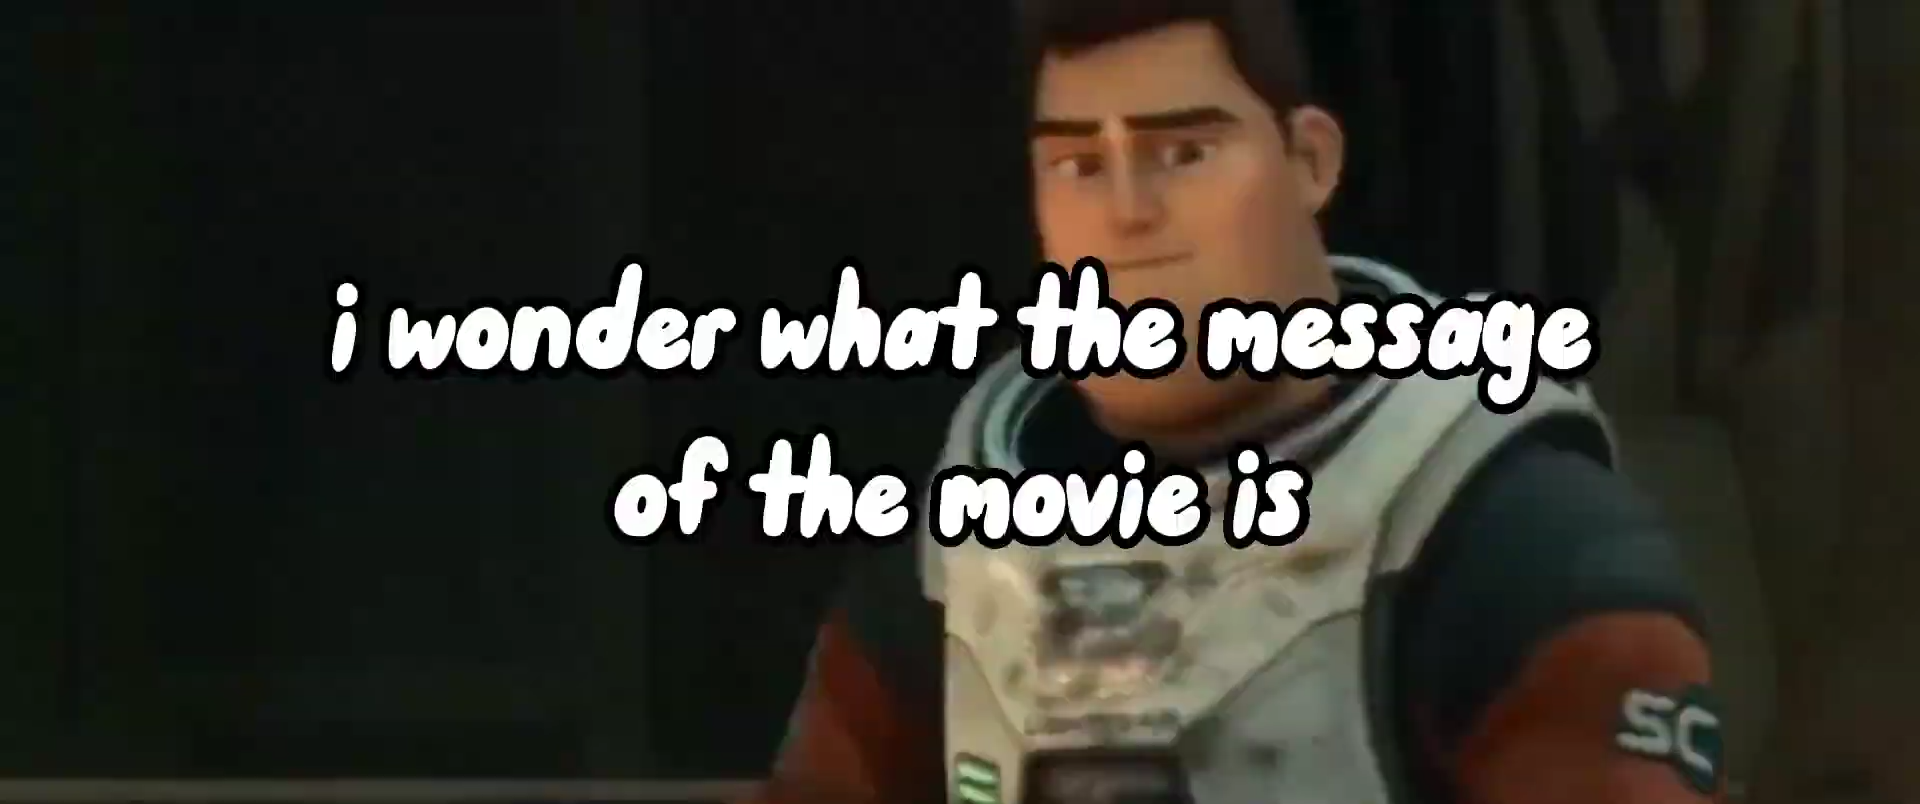 i wonder what the message
of the movie is
SC